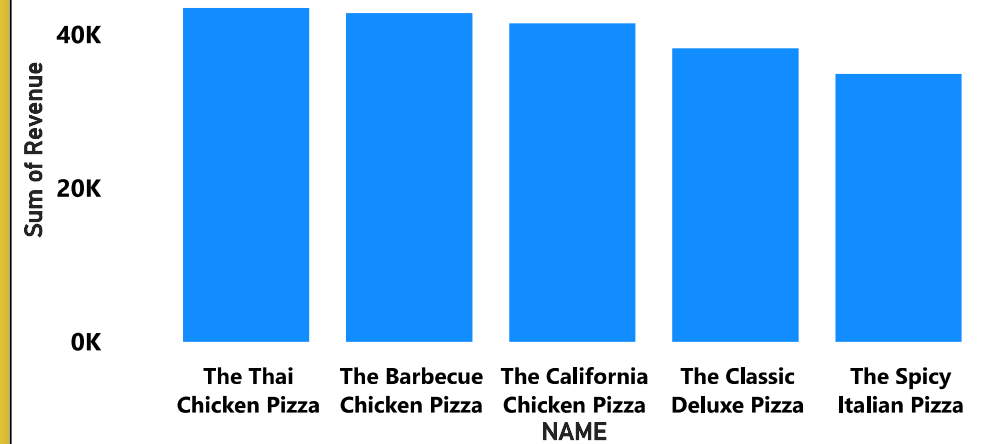 40K
20K
0K
Sum of Revenue
The Thai
Chicken Pizza
The Barbecue
Chicken Pizza
The California
Chicken Pizza
The Classic
Deluxe Pizza
The Spicy
Italian Pizza
NAME